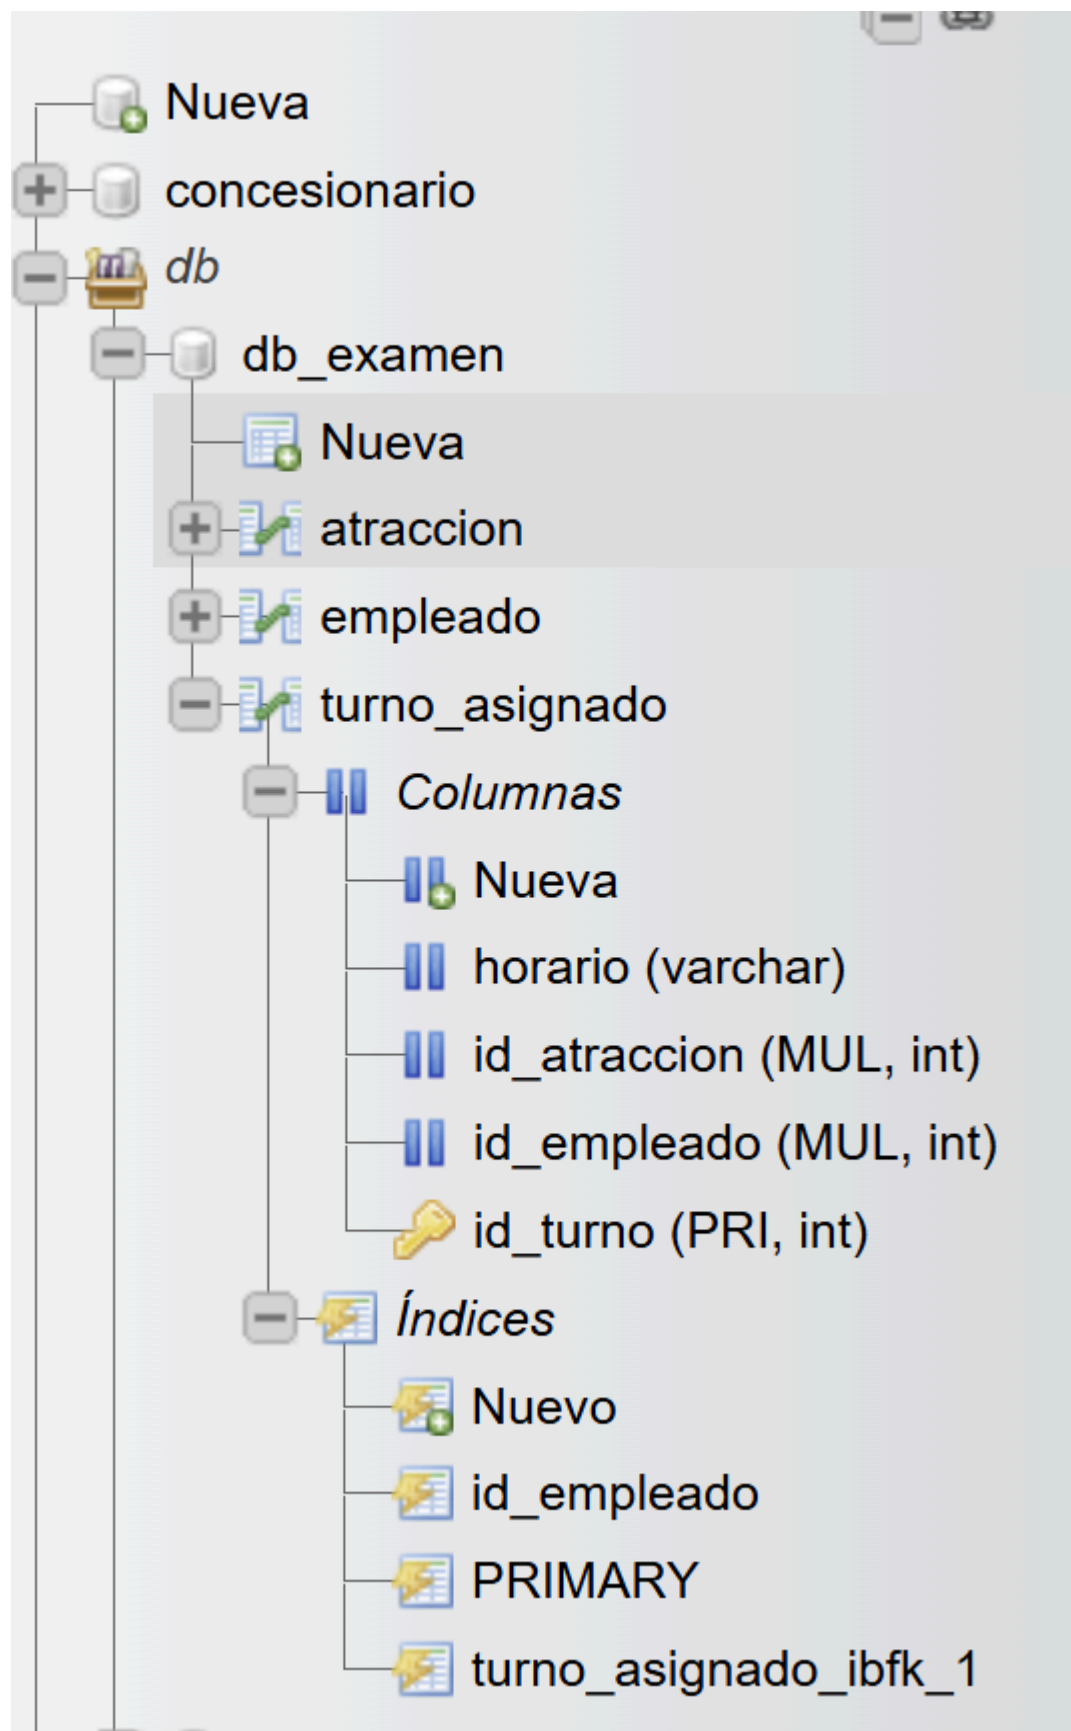 Nueva
concesionario
db
db_examen
Nueva
atraccion
empleado
turno_asignado
Columnas
Nueva
horario (varchar)
id_atraccion (MUL, int)
id_empleado (MUL, int)
id_turno (PRI, int)
Índices
Nuevo
id_empleado
PRIMARY
turno_asignado_ibfk_1